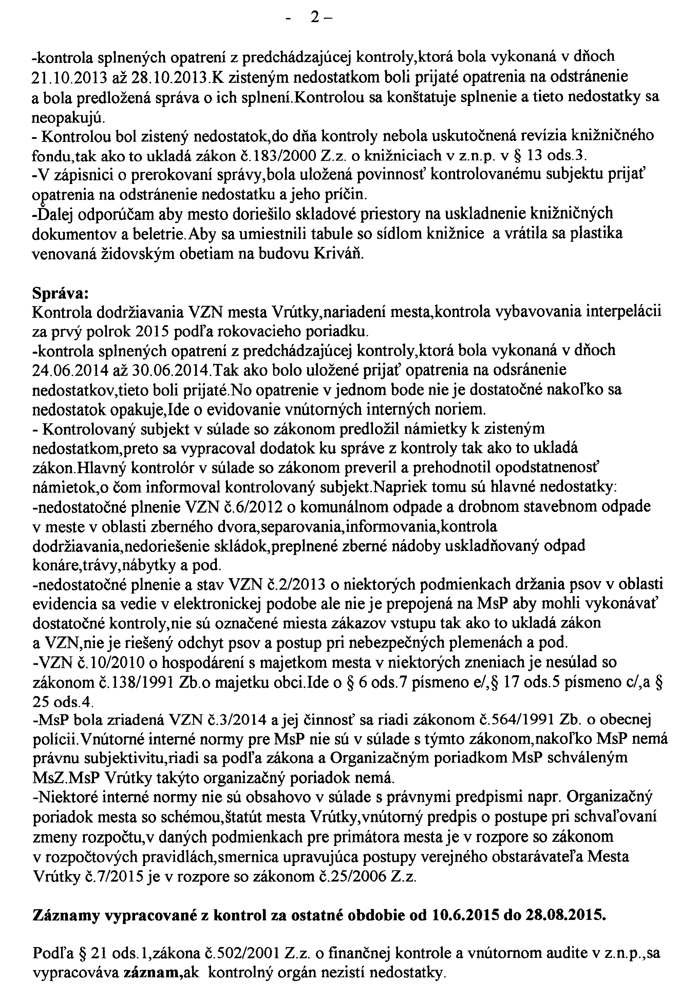 - 2 –
-kontrola splnených opatrení z predchádzajúcej kontroly,ktorá bola vykonaná v dňoch
21.10.2013 až 28.10.2013.K zisteným nedostatkom boli prijaté opatrenia na odstránenie
a bola predložená správa o ich splnení.Kontrolou sa konštatuje splnenie a tieto nedostatky sa
neopakujú.
- Kontrolou bol zistený nedostatok,do dňa kontroly nebola uskutočnená revízia knižničného
fondu,tak ako to ukladá zákon č.183/2000 Z.z. o knižniciach v z.n.p. v § 13 ods.3.
-V zápisnici o prerokovaní správy,bola uložená povinnosť kontrolovanému subjektu prijať
opatrenia na odstránenie nedostatku a jeho príčin.
-Ďalej odporúčam aby mesto doriešilo skladové priestory na uskladnenie knižničných
dokumentov a beletrie.Aby sa umiestnili tabule so sídlom knižnice a vrátila sa plastika
venovaná židovským obetiam na budovu Kriváň.
Správa:
Kontrola dodržiavania VZN mesta Vrútky,nariadení mesta,kontrola vybavovania interpelácii
za prvý polrok 2015 podľa rokovacieho poriadku.
-kontrola splnených opatrení z predchádzajúcej kontroly,ktorá bola vykonaná v dňoch
24.06.2014 až 30.06.2014.Tak ako bolo uložené prijať opatrenia na odsránenie
nedostatkov,tieto boli prijaté.No opatrenie v jednom bode nie je dostatočné nakoľko sa
nedostatok opakuje,Ide o evidovanie vnútorných interných noriem.
- Kontrolovaný subjekt v súlade so zákonom predložil námietky k zisteným
nedostatkom,preto sa vypracoval dodatok ku správe z kontroly tak ako to ukladá
zákon.Hlavný kontrolór v súlade so zákonom preveril a prehodnotil opodstatnenosť
námietok,o čom informoval kontrolovaný subjekt.Napriek tomu sú hlavné nedostatky:
-nedostatočné plnenie VZN č.6/2012 o komunálnom odpade a drobnom stavebnom odpade
v meste v oblasti zberného dvora,separovania,informovania,kontrola
dodržiavania,nedoriešenie skládok,preplnené zberné nádoby uskladňovaný odpad
konáre,trávy,nábytky a pod.
-nedostatočné plnenie a stav VZN č.2/2013 o niektorých podmienkach držania psov v oblasti
evidencia sa vedie v elektronickej podobe ale nie je prepojená na MsP aby mohli vykonávať
dostatočné kontroly,nie sú označené miesta zákazov vstupu tak ako to ukladá zákon
a VZN,nie je riešený odchyt psov a postup pri nebezpečných plemenách a pod.
-VZN č.10/2010 o hospodárení s majetkom mesta v niektorých zneniach je nesúlad so
zákonom č.138/1991 Zb.o majetku obci.Ide o § 6 ods.7 písmeno e/,§ 17 ods.5 písmeno c/,a §
25 ods.4.
-MsP bola zriadená VZN č.3/2014 a jej činnosť sa riadi zákonom č.564/1991 Zb. o obecnej
polícii.Vnútorné interné normy pre MsP nie sú v súlade s týmto zákonom,nakoľko MsP nemá
právnu subjektivitu,riadi sa podľa zákona a Organizačným poriadkom MsP schváleným
MsZ.MsP Vrútky takýto organizačný poriadok nemá.
-Niektoré interné normy nie sú obsahovo v súlade s právnymi predpismi napr. Organizačný
poriadok mesta so schémou,štatút mesta Vrútky,vnútorný predpis o postupe pri schvaľovaní
zmeny rozpočtu,v daných podmienkach pre primátora mesta je v rozpore so zákonom
v rozpočtových pravidlách,smernica upravujúca postupy verejného obstarávateľa Mesta
Vrútky č.7/2015 je v rozpore so zákonom č.25/2006 Z.z.
Záznamy vypracované z kontrol za ostatné obdobie od 10.6.2015 do 28.08.2015.
Podľa § 21 ods.1,zákona č.502/2001 Z.z. o finančnej kontrole a vnútornom audite v z.n.p.,sa
vypracováva záznam,ak kontrolný orgán nezistí nedostatky.